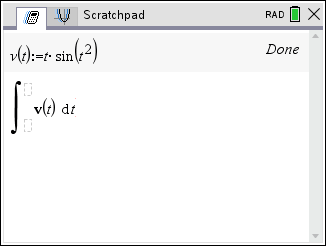 Scratchpad RAD
v(t):=t·sin(t²) Done
∫ v(t) dt